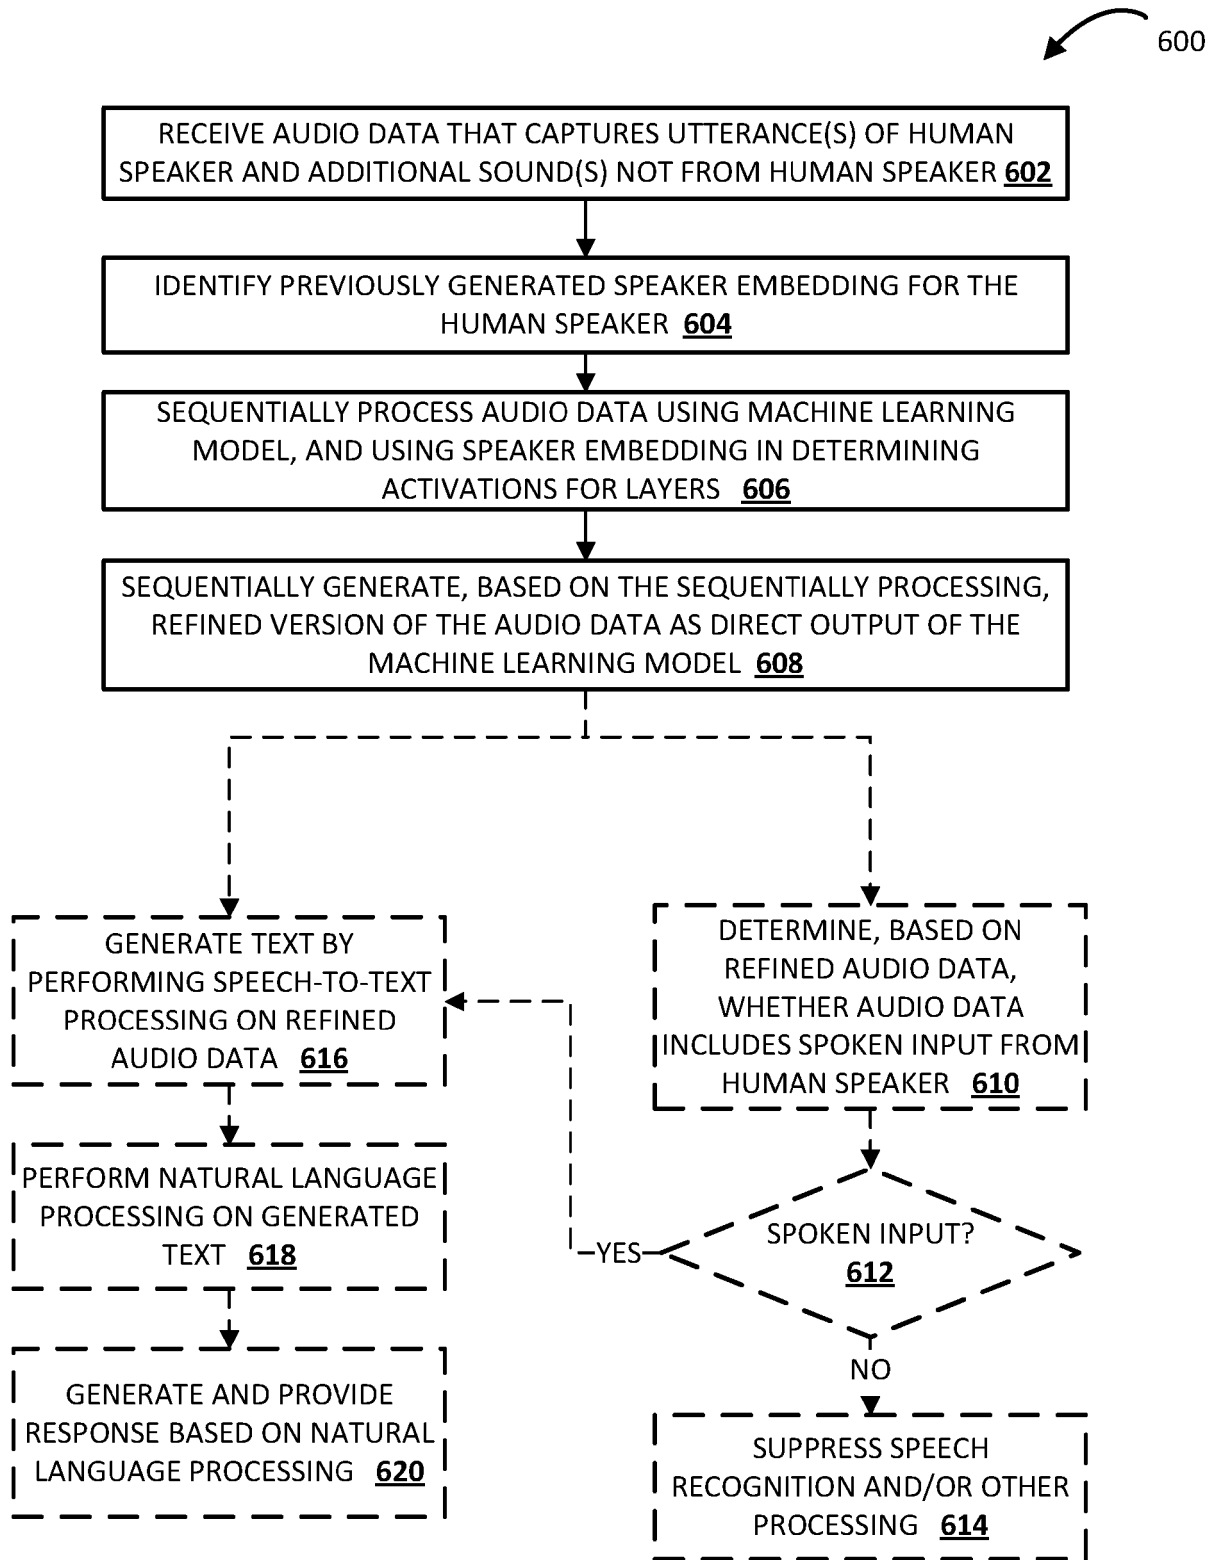 600
RECEIVE AUDIO DATA THAT CAPTURES UTTERANCE(S) OF HUMAN
SPEAKER AND ADDITIONAL SOUND(S) NOT FROM HUMAN SPEAKER 602
IDENTIFY PREVIOUSLY GENERATED SPEAKER EMBEDDING FOR THE
HUMAN SPEAKER 604
SEQUENTIALLY PROCESS AUDIO DATA USING MACHINE LEARNING
MODEL, AND USING SPEAKER EMBEDDING IN DETERMINING
ACTIVATIONS FOR LAYERS 606
SEQUENTIALLY GENERATE, BASED ON THE SEQUENTIALLY PROCESSING,
REFINED VERSION OF THE AUDIO DATA AS DIRECT OUTPUT OF THE
MACHINE LEARNING MODEL 608
GENERATE TEXT BY
PERFORMING SPEECH-TO-TEXT
PROCESSING ON REFINED
AUDIO DATA 616
PERFORM NATURAL LANGUAGE
PROCESSING ON GENERATED
TEXT 618
GENERATE AND PROVIDE
RESPONSE BASED ON NATURAL
LANGUAGE PROCESSING 620
DETERMINE, BASED ON
REFINED AUDIO DATA,
WHETHER AUDIO DATA
INCLUDES SPOKEN INPUT FROM
HUMAN SPEAKER 610
SPOKEN INPUT?
612
YES
NO
SUPPRESS SPEECH
RECOGNITION AND/OR OTHER
PROCESSING 614